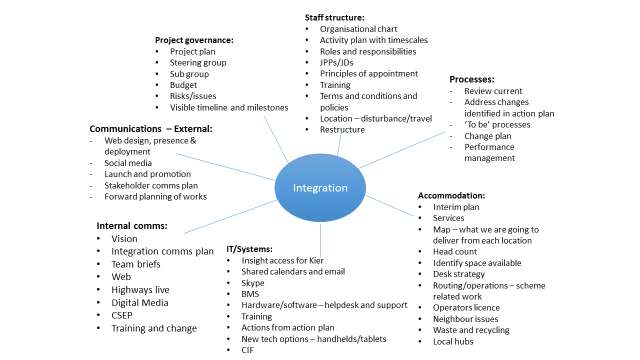 Staff structure:
• Organisational chart
• Activity plan with timescales
• Roles and responsibilities
• JPPs/JDs
• Principles of appointment
• Training
• Terms and conditions and
policies
• Location – disturbance/travel
• Restructure
Project governance:
• Project plan
• Steering group
• Sub group
• Budget
• Risks/issues
• Visible timeline and milestones
Processes:
- Review current
- Address changes
identified in action plan
- ‘To be’ processes
- Change plan
- Performance
management
Communications – External:
- Web design, presence &
deployment
- Social media
- Launch and promotion
- Stakeholder comms plan
- Forward planning of works
Integration
Accommodation:
• Interim plan
• Services
• Map – what we are going to
deliver from each location
• Head count
• Identify space available
• Desk strategy
• Routing/operations – scheme
related work
• Operators licence
• Neighbour issues
• Waste and recycling
• Local hubs
Internal comms:
• Vision
• Integration comms plan
• Team briefs
• Web
• Highways live
• Digital Media
• CSEP
• Training and change
IT/Systems:
• Insight access for Kier
• Shared calendars and email
• Skype
• BMS
• Hardware/software – helpdesk and support
• Training
• Actions from action plan
• New tech options – handhelds/tablets
• CIF